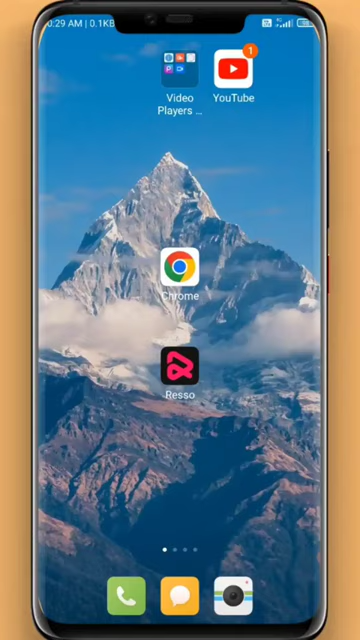 0:29 AM | 0.1KB
1
Video
Players ...
YouTube
Chrome
Resso